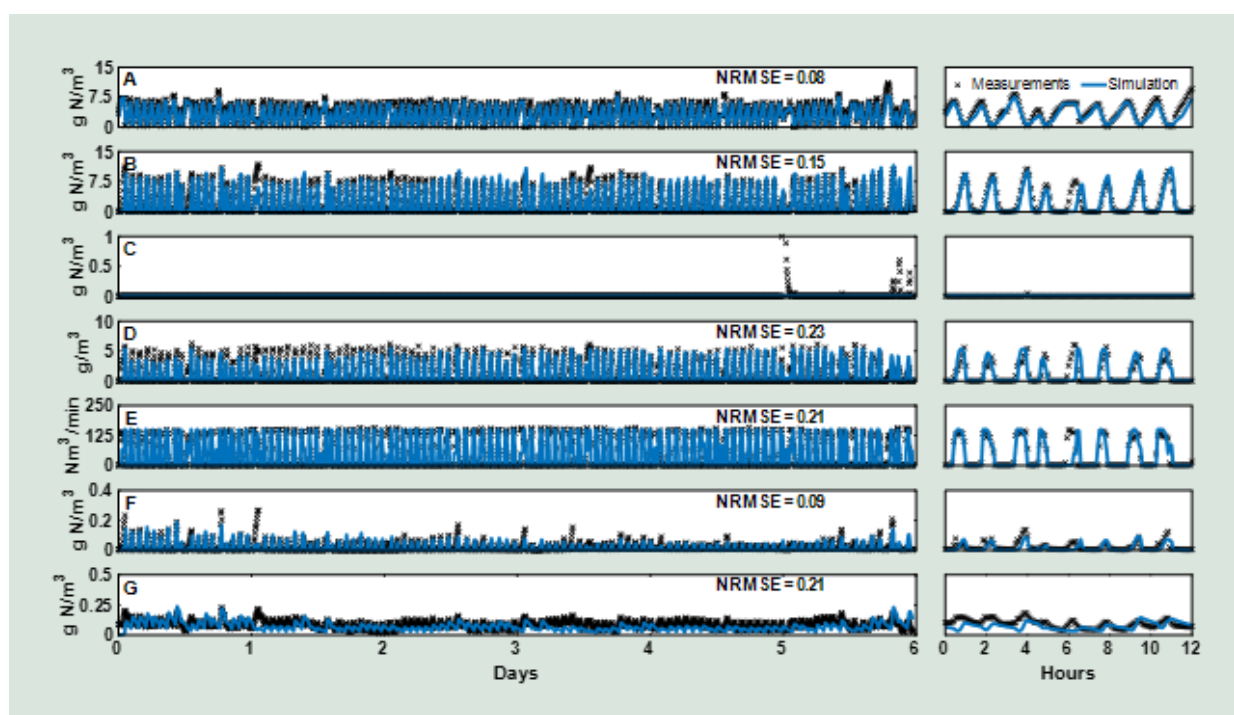 15 A NRMSE = 0.08 × Measurements — Simulation
7.5
0
g N/m³
15 B NRMSE = 0.15
7.5
0
g N/m³
1 C
0.5
0
g N/m³
10 D NRMSE = 0.23
5
0
g/m³
250 E NRMSE = 0.21
125
0
Nm³/min
0.4 F NRMSE = 0.09
0.2
0
g N/m³
0.5 G NRMSE = 0.21
0.25
0
g N/m³
0 1 2 3 4 5 6 0 2 4 6 8 10 12
Days Hours